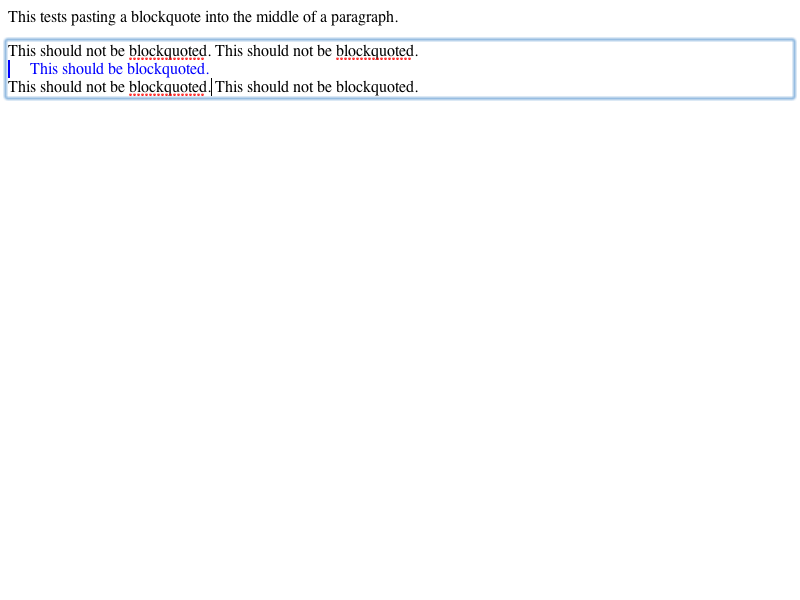 This tests pasting a blockquote into the middle of a paragraph.
This should not be blockquoted. This should not be blockquoted.
This should be blockquoted.
This should not be blockquoted. This should not be blockquoted.